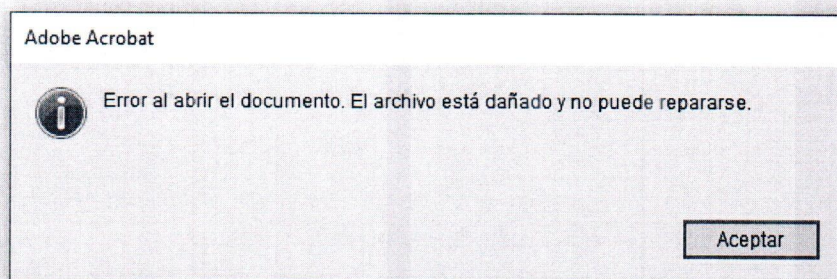 Adobe Acrobat
Error al abrir el documento. El archivo está dañado y no puede repararse.
Aceptar